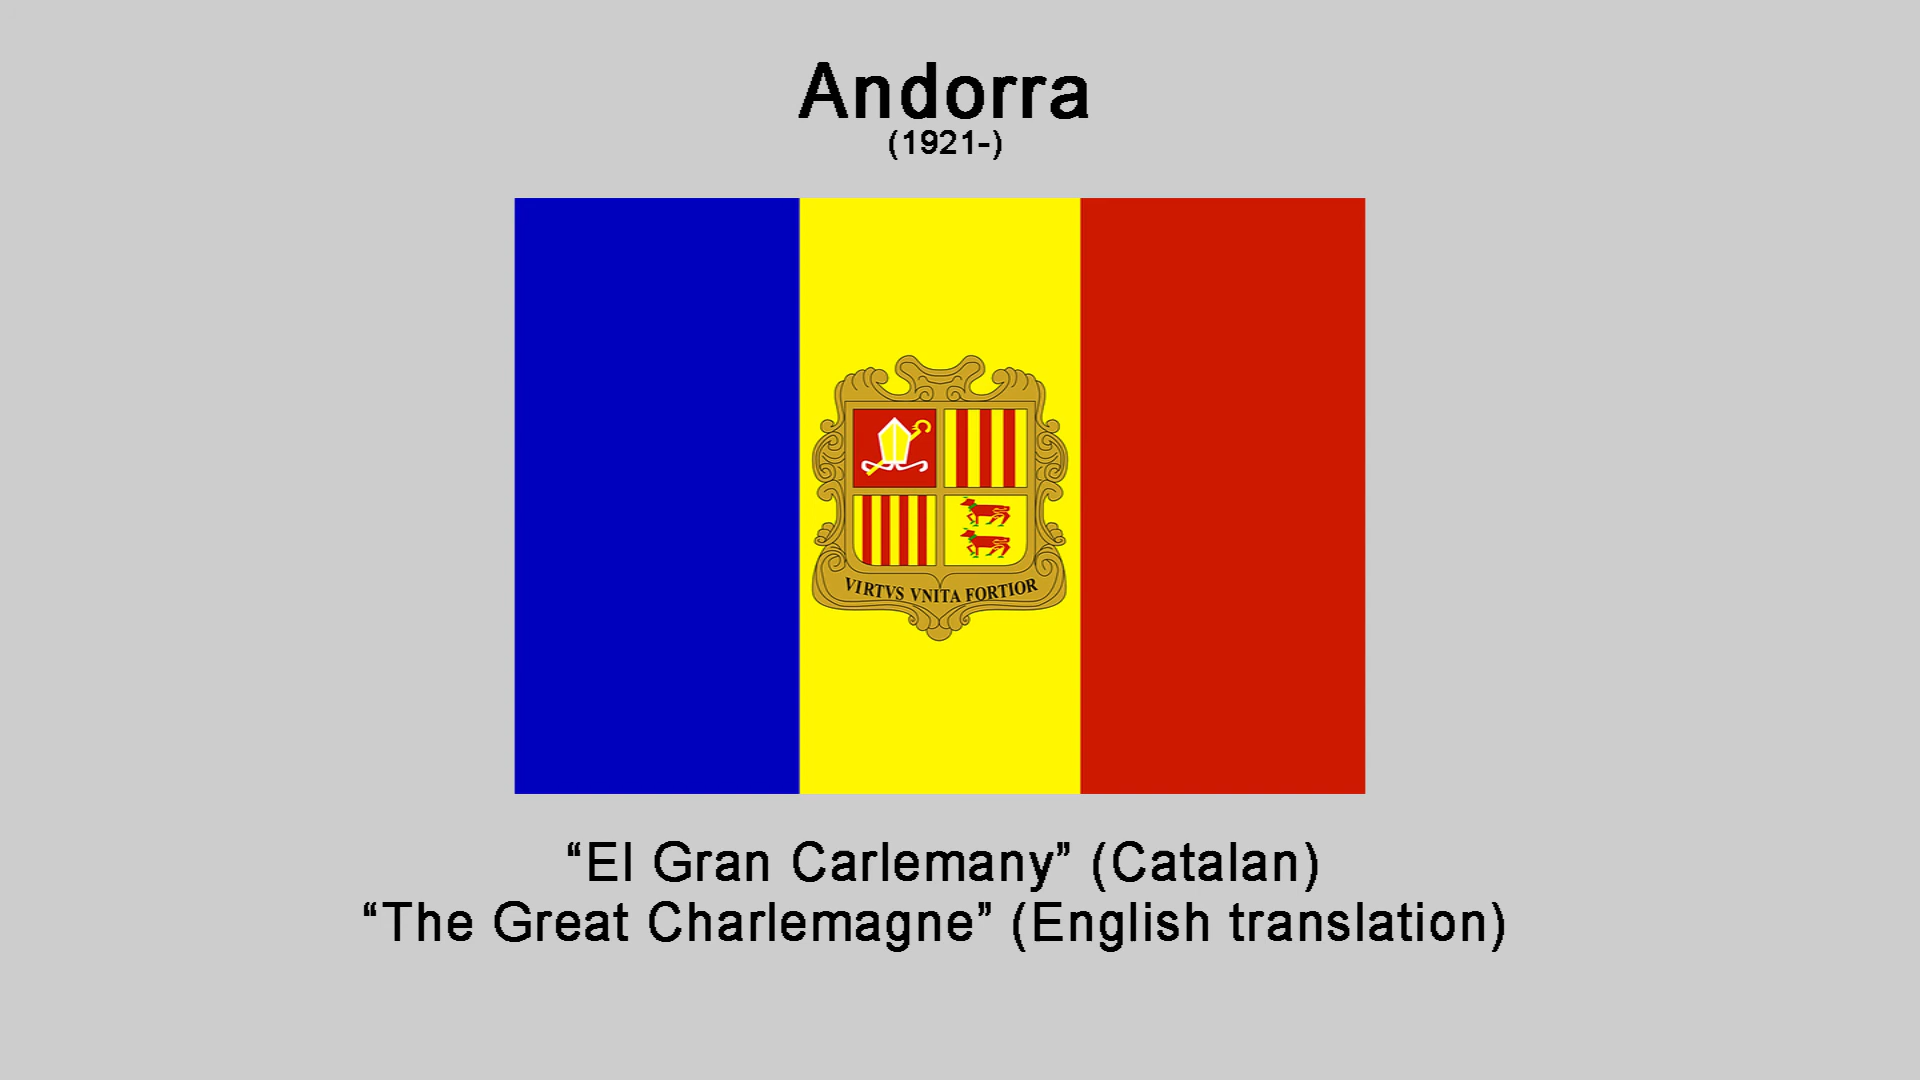 Andorra
(1921-)
VIRTVS VNITA FORTIOR
“El Gran Carlemany” (Catalan)
“The Great Charlemagne” (English translation)